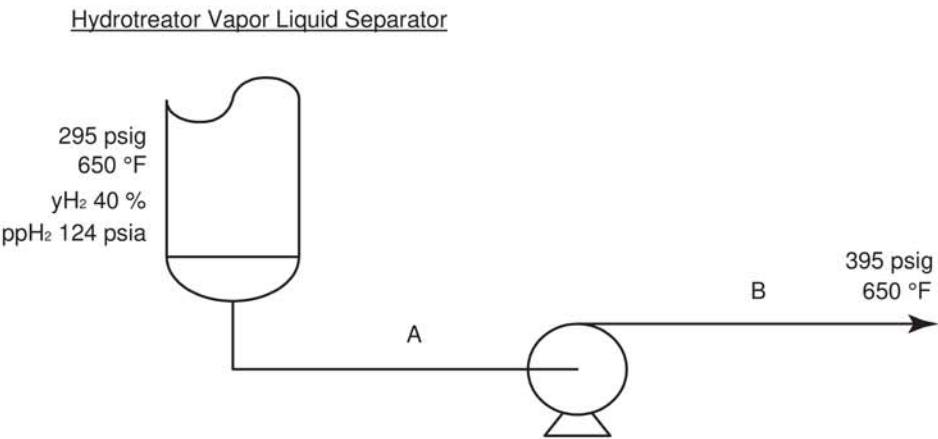 Hydrotreator Vapor Liquid Separator
295 psig
650 °F
yH₂ 40 %
ppH₂ 124 psia
A
B
395 psig
650 °F